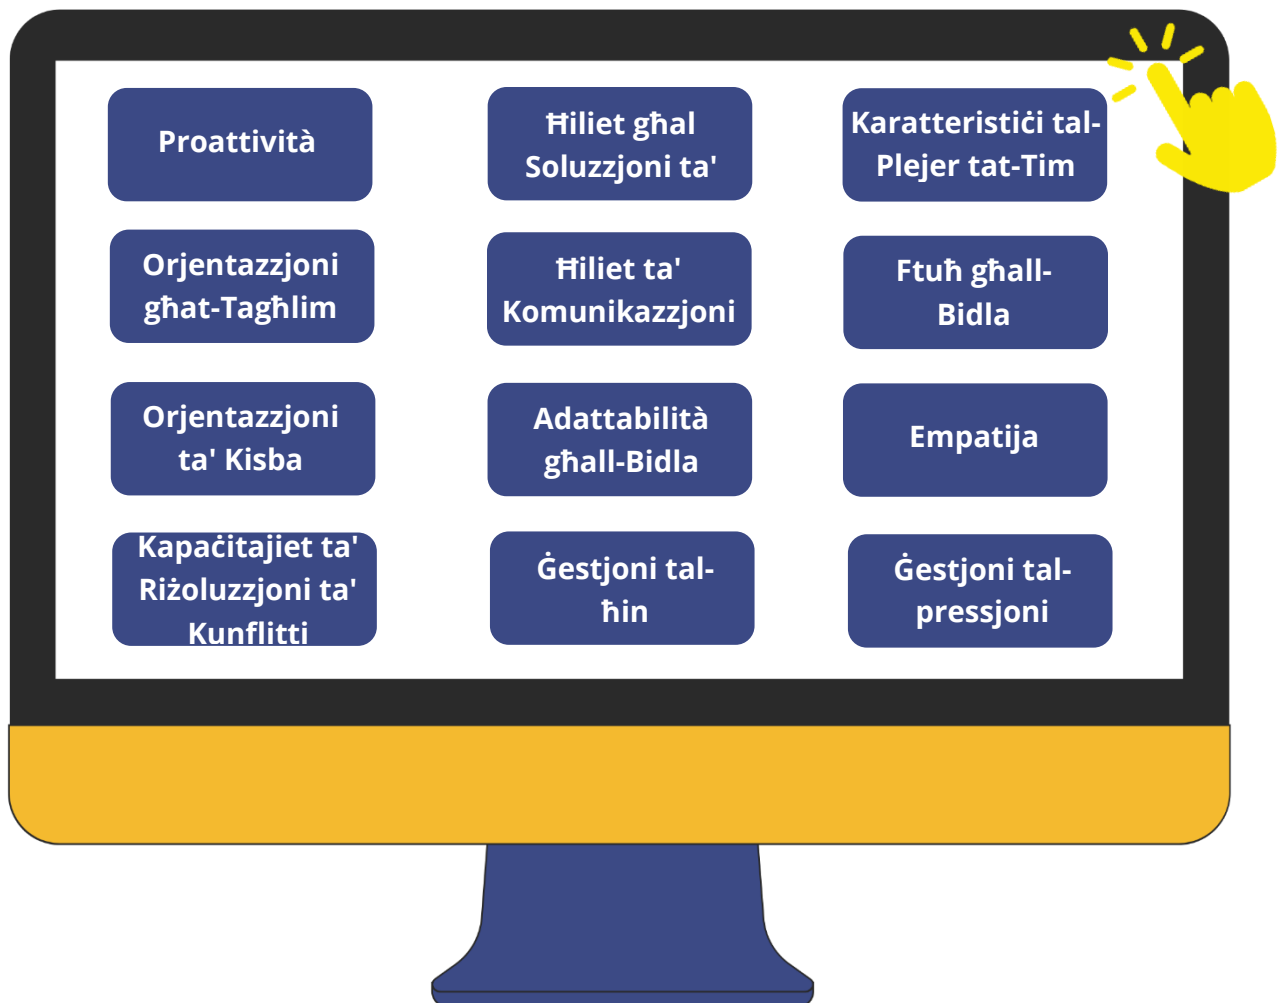 Proattività
Ħiliet għal
Soluzzjoni ta'
Karatteristiċi tal-
Plejer tat-Tim
Orjentazzjoni
għat-Tagħlim
Ħiliet ta'
Komunikazzjoni
Ftuħ għall-
Bidla
Orjentazzjoni
ta' Kisba
Adattabilità
għall-Bidla
Empatija
Kapaċitajiet ta'
Riżoluzzjoni ta'
Kunflitti
Ġestjoni tal-
ħin
Ġestjoni tal-
pressjoni